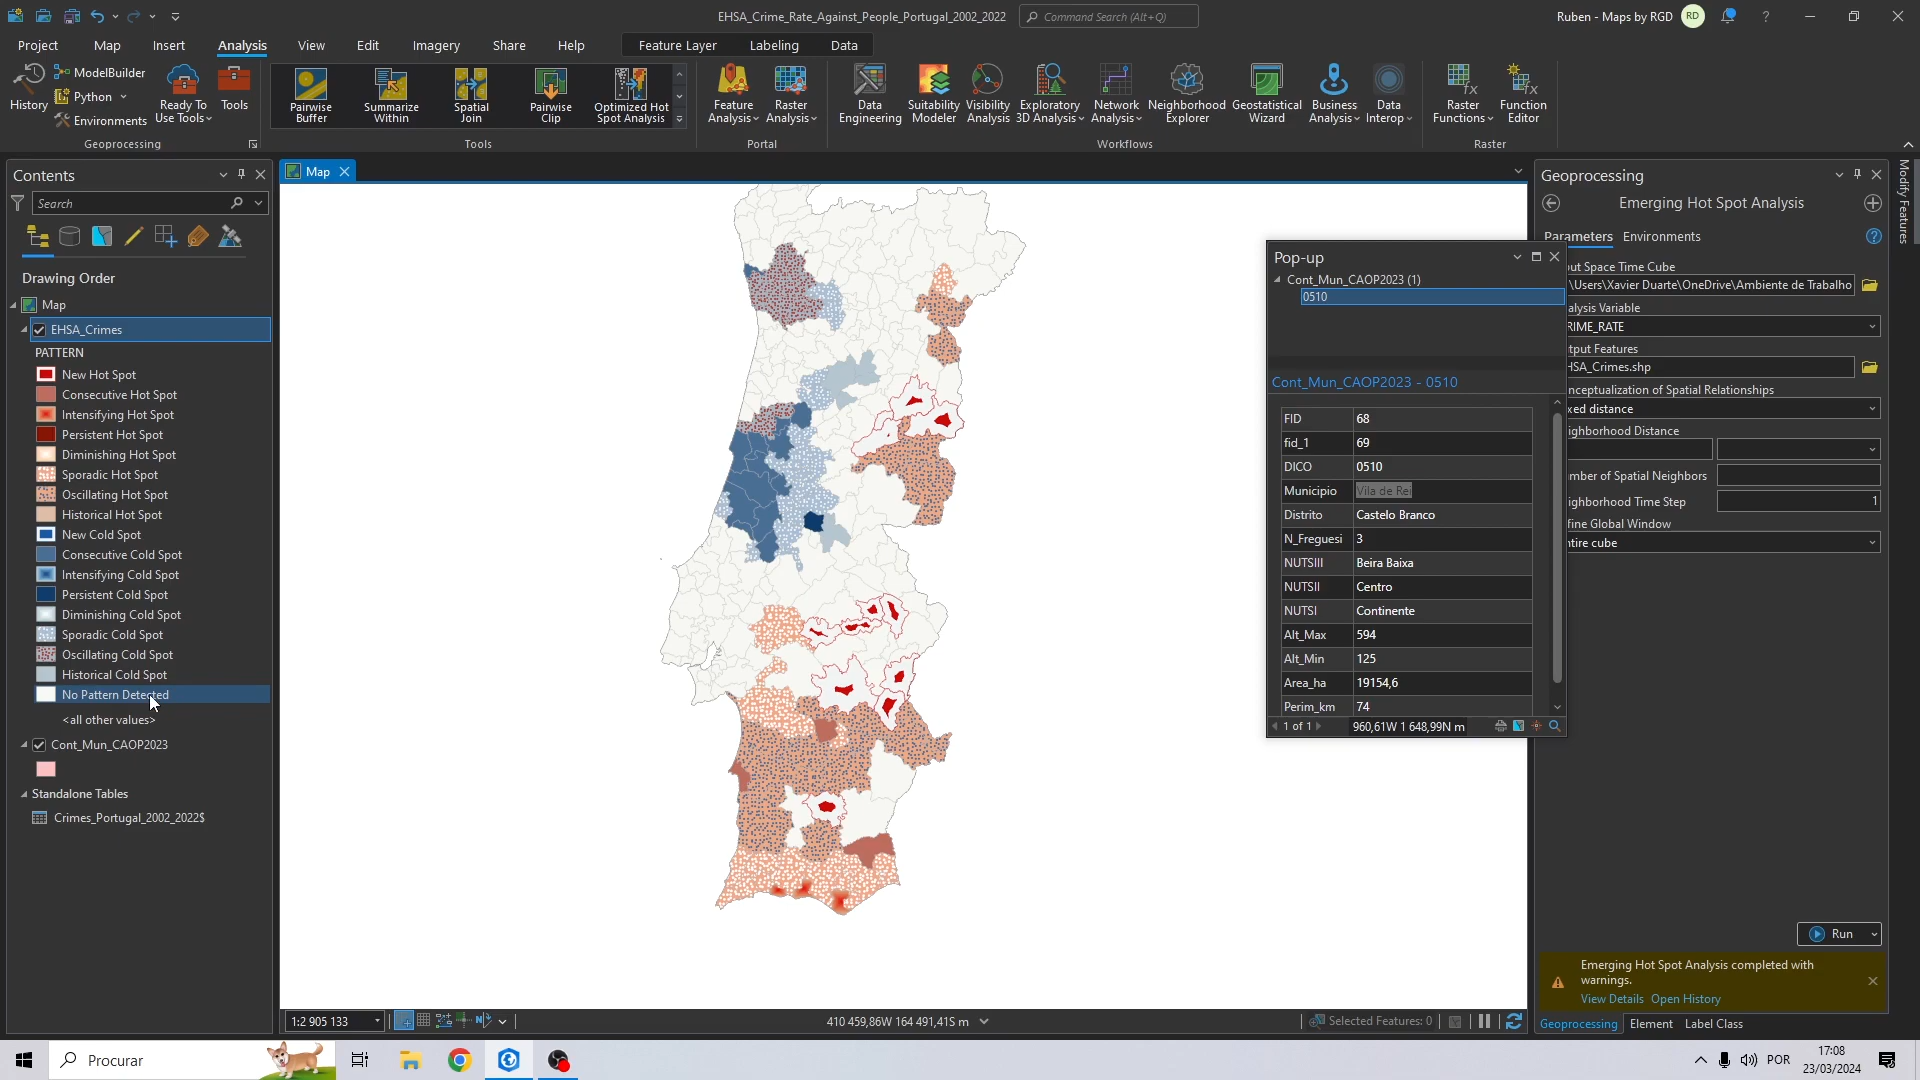 EHSA_Crime_Rate_Against_People_Portugal_2002_2022
Command Search (Alt+Q)
Ruben - Maps by RGD
RD
Project
Map
Insert
Analysis
View
Edit
Imagery
Share
Help
Feature Layer
Labeling
Data
History
ModelBuilder
Python
Environments
Ready To Use Tools
Tools
Geoprocessing
Pairwise Buffer
Summarize Within
Spatial Join
Pairwise Clip
Optimized Hot Spot Analysis
Tools
Feature Analysis
Raster Analysis
Portal
Data Engineering
Suitability Modeler
Visibility Analysis
Exploratory 3D Analysis
Network Analysis
Neighborhood Explorer
Geostatistical Wizard
Business Analysis
Data Interop
Workflows
Raster Functions
Function Editor
Raster
Contents
Search
Drawing Order
Map
EHSA_Crimes
PATTERN
New Hot Spot
Consecutive Hot Spot
Intensifying Hot Spot
Persistent Hot Spot
Diminishing Hot Spot
Sporadic Hot Spot
Oscillating Hot Spot
Historical Hot Spot
New Cold Spot
Consecutive Cold Spot
Intensifying Cold Spot
Persistent Cold Spot
Diminishing Cold Spot
Sporadic Cold Spot
Oscillating Cold Spot
Historical Cold Spot
No Pattern Detected
<all other values>
Cont_Mun_CAOP2023
Standalone Tables
Crimes_Portugal_2002_2022$
Map
1:2 905 133
410 459,86W 164 491,41S m
Selected Features: 0
Pop-up
Cont_Mun_CAOP2023 (1)
0510
Cont_Mun_CAOP2023 - 0510
FID 68
fid_1 69
DICO 0510
Municipio Vila de Rei
Distrito Castelo Branco
N_Freguesi 3
NUTSIII Beira Baixa
NUTSII Centro
NUTSI Continente
Alt_Max 594
Alt_Min 125
Area_ha 19154,6
Perim_km 74
1 of 1
960,61W 1 648,99N m
Geoprocessing
Emerging Hot Spot Analysis
Parameters
Environments
ut Space Time Cube
\Users\Xavier Duarte\OneDrive\Ambiente de Trabalho
alysis Variable
RIME_RATE
tput Features
HSA_Crimes.shp
nceptualization of Spatial Relationships
xed distance
ighborhood Distance
mber of Spatial Neighbors
ighborhood Time Step
1
fine Global Window
ntire cube
Run
Emerging Hot Spot Analysis completed with warnings.
View Details
Open History
Geoprocessing
Element
Label Class
Modify Features
Procurar
POR
17:08
23/03/2024